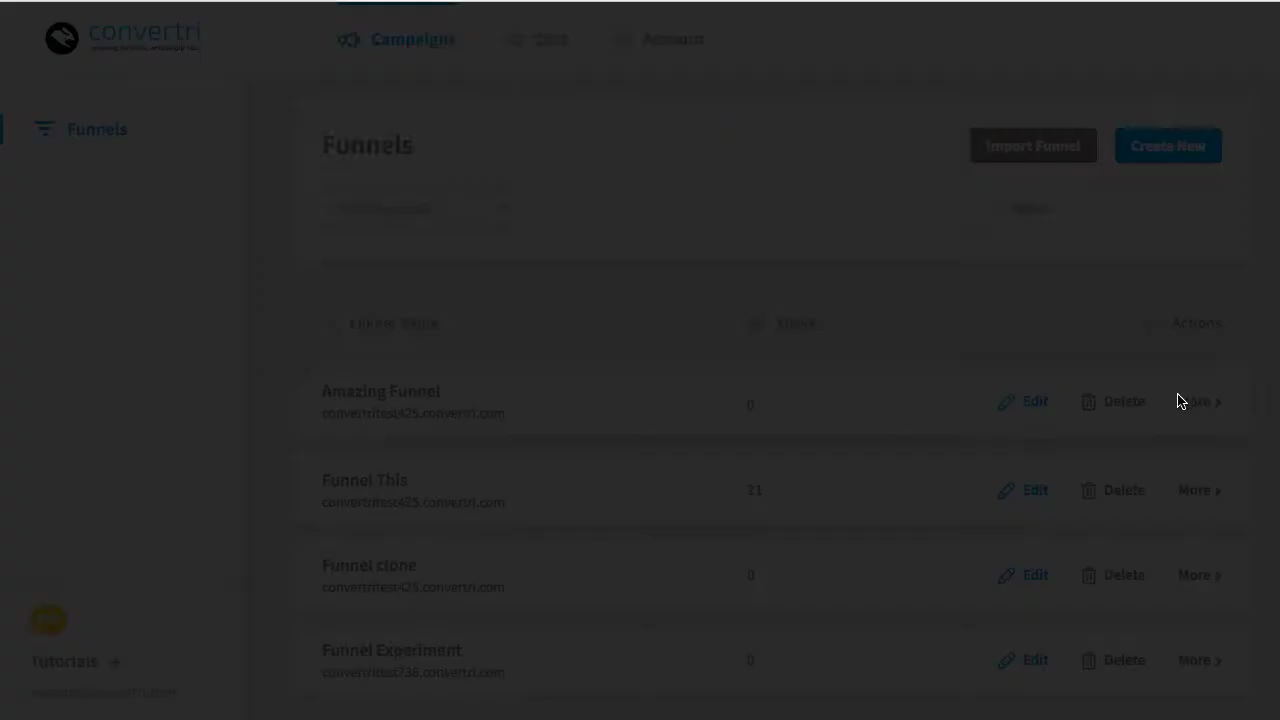 convertri
Campaigns
Account
Funnels
Funnels
Import Funnel
Create New
Actions
Amazing Funnel
convertritest425.convertri.com
0
Edit
Delete
More ›
Funnel This
convertritest425.convertri.com
21
Edit
Delete
More ›
Funnel clone
convertritest425.convertri.com
0
Edit
Delete
More ›
Funnel Experiment
convertritest736.convertri.com
0
Edit
Delete
More ›
Tutorials